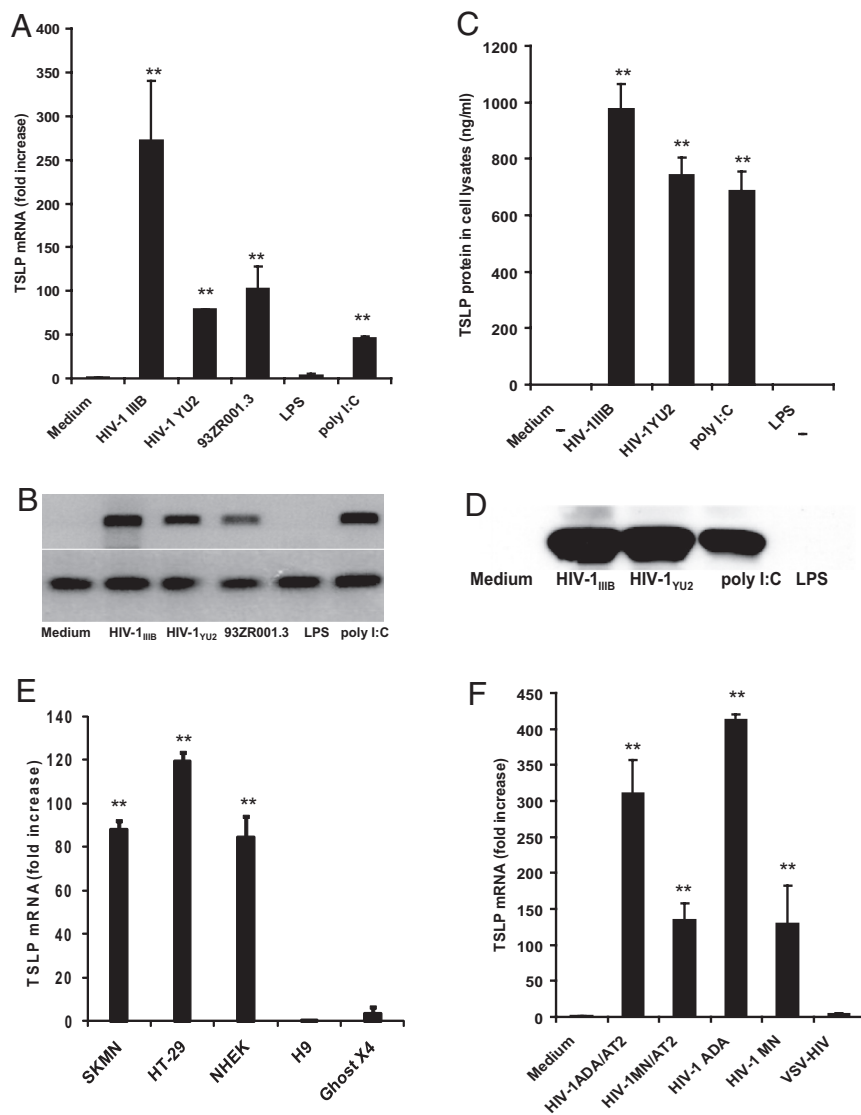 A
TSLP mRNA (fold increase)
400
350
300
250
200
150
100
50
0
**
**
**
**
Medium
HIV-1 IIIB
HIV-1 YU2
93ZR001.3
LPS
poly I:C
C
TSLP protein in cell lysates (ng/ml)
1200
1000
800
600
400
200
0
**
**
**
Medium
HIV-1IIIB
HIV-1YU2
poly I:C
LPS
B
Medium HIV-1IIIB HIV-1YU2 93ZR001.3 LPS poly I:C
D
Medium HIV-1IIIB HIV-1YU2 poly I:C LPS
E
TSLP mRNA (fold increase)
140
120
100
80
60
40
20
0
**
**
**
SKMN
HT-29
NHEK
H9
Ghost X4
F
TSLP mRNA (fold increase)
450
400
350
300
250
200
150
100
50
0
**
**
**
**
Medium
HIV-1ADA/AT2
HIV-1MN/AT2
HIV-1 ADA
HIV-1 MN
VSV-HIV